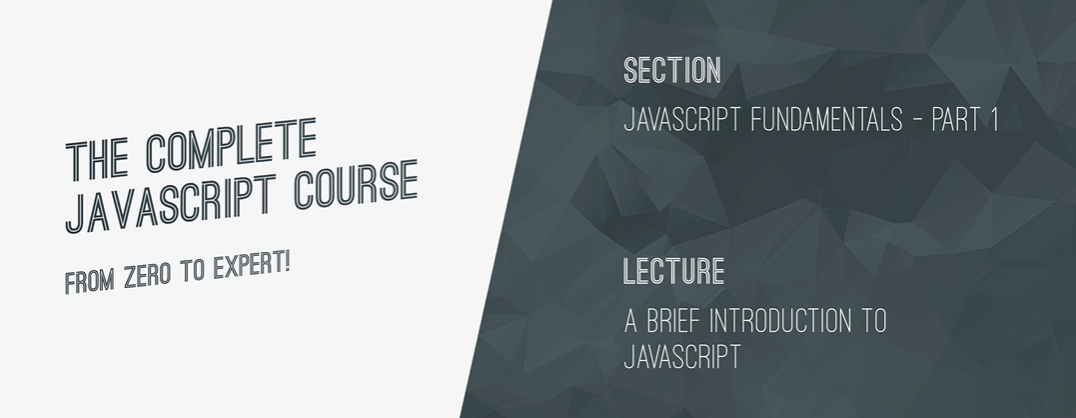 THE COMPLETE
JAVASCRIPT COURSE
FROM ZERO TO EXPERT!
SECTION
JAVASCRIPT FUNDAMENTALS – PART 1
LECTURE
A BRIEF INTRODUCTION TO
JAVASCRIPT